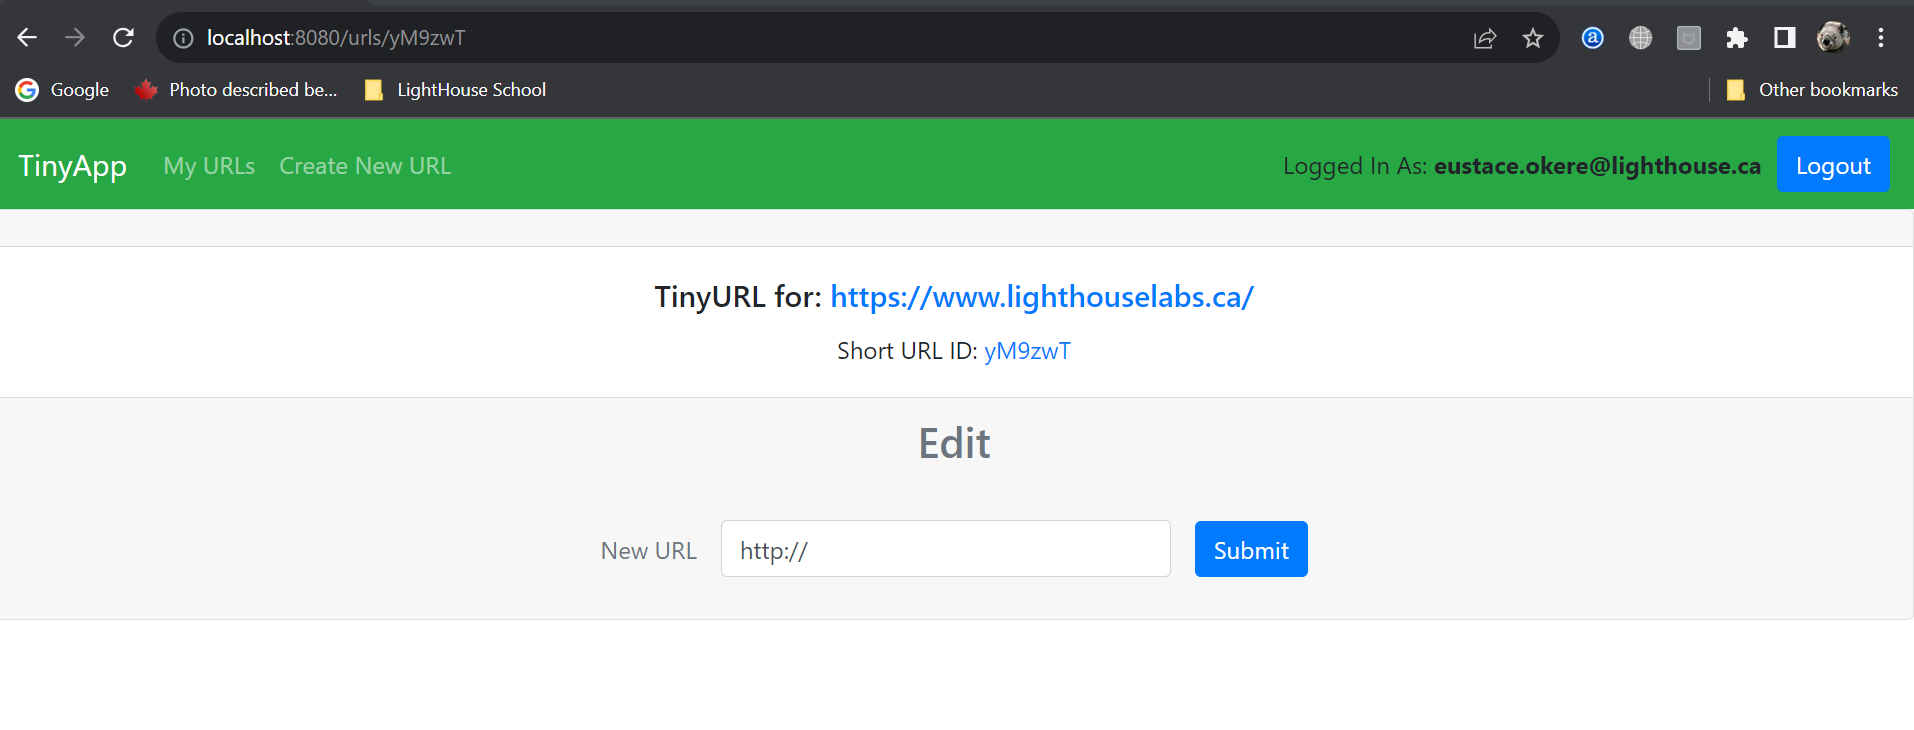 localhost:8080/urls/yM9zwT
Google Photo described be... LightHouse School Other bookmarks
TinyApp My URLs Create New URL Logged In As: eustace.okere@lighthouse.ca Logout
TinyURL for: https://www.lighthouselabs.ca/
Short URL ID: yM9zwT
Edit
New URL http:// Submit